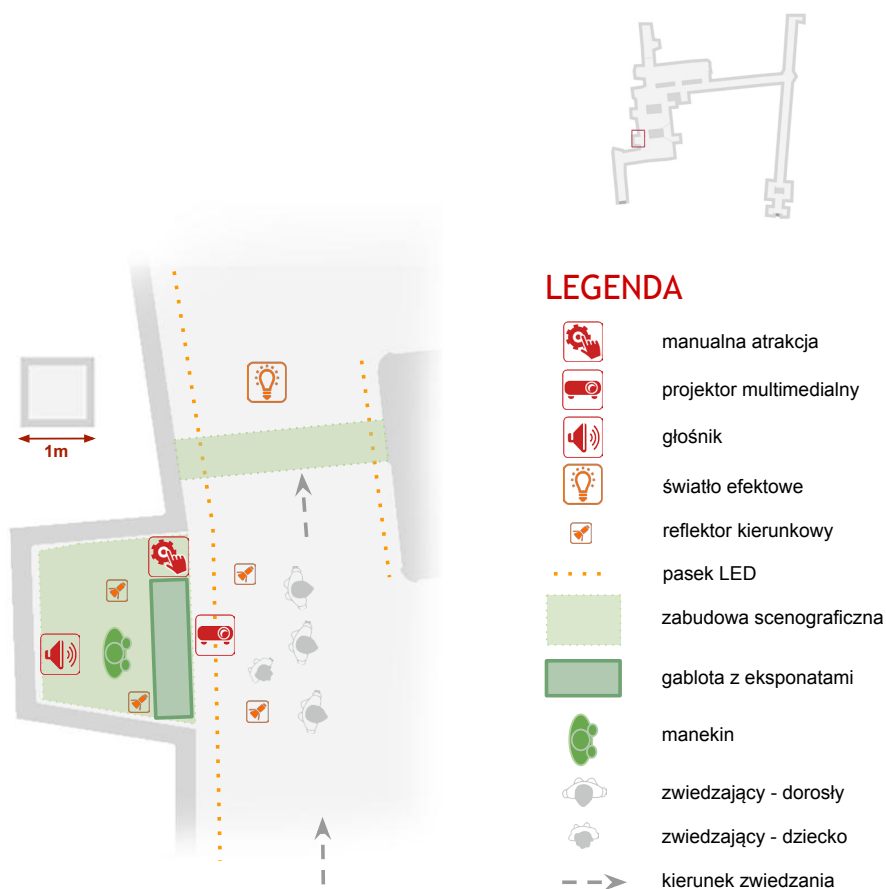 LEGENDA
manualna atrakcja
projektor multimedialny
głośnik
światło efektowe
reflektor kierunkowy
pasek LED
zabudowa scenograficzna
gablota z eksponatami
manekin
zwiedzający - dorosły
zwiedzający - dziecko
kierunek zwiedzania
1m